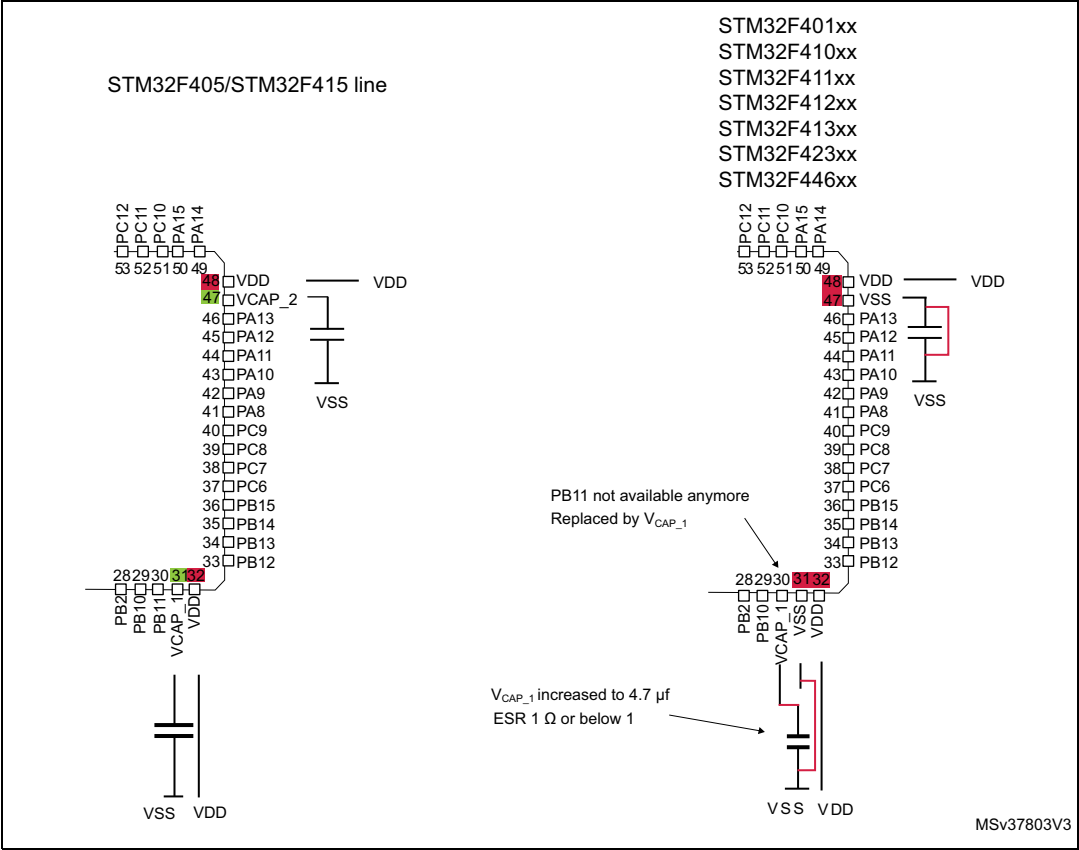 STM32F405/STM32F415 line
PC12
PC11
PC10
PA15
PA14
53 52 51 50 49
48 VDD
VDD
47 VCAP_2
46 PA13
45 PA12
44 PA11
43 PA10
42 PA9
41 PA8
40 PC9
39 PC8
38 PC7
37 PC6
36 PB15
35 PB14
34 PB13
33 PB12
VSS
28 29 30 31 32
PB2
PB10
PB11
VCAP_1
VDD
VSS VDD
STM32F401xx
STM32F410xx
STM32F411xx
STM32F412xx
STM32F413xx
STM32F423xx
STM32F446xx
PC12
PC11
PC10
PA15
PA14
53 52 51 50 49
48 VDD
VDD
47 VSS
46 PA13
45 PA12
44 PA11
43 PA10
42 PA9
41 PA8
40 PC9
39 PC8
38 PC7
37 PC6
36 PB15
35 PB14
34 PB13
33 PB12
VSS
PB11 not available anymore
Replaced by VCAP_1
28 29 30 31 32
PB2
PB10
VCAP_1
VSS
VDD
VCAP_1 increased to 4.7 µf
ESR 1 Ω or below 1
VSS VDD
MSv37803V3